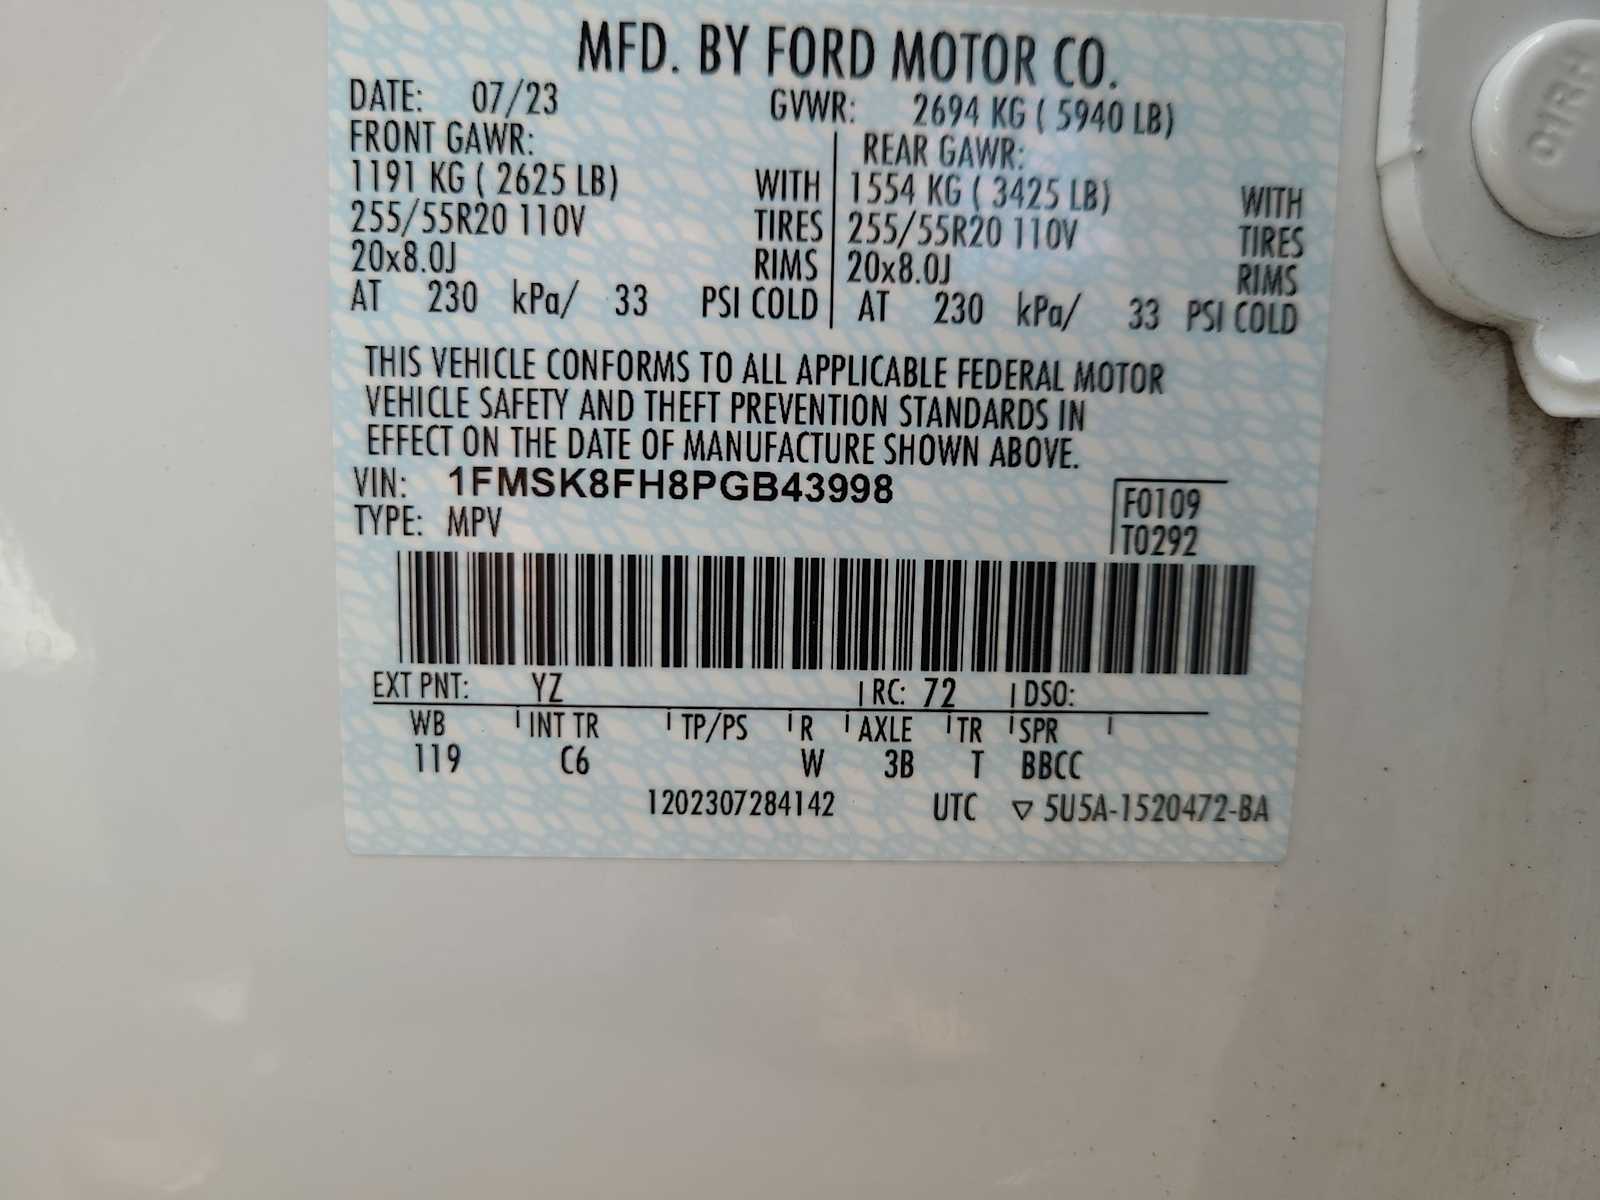 MFD. BY FORD MOTOR CO.
DATE: 07/23 GVWR: 2694 KG ( 5940 LB)
FRONT GAWR: REAR GAWR:
1191 KG ( 2625 LB) WITH 1554 KG ( 3425 LB) WITH
255/55R20 110V TIRES 255/55R20 110V TIRES
20x8.0J RIMS 20x8.0J RIMS
AT 230 kPa/ 33 PSI COLD AT 230 kPa/ 33 PSI COLD
THIS VEHICLE CONFORMS TO ALL APPLICABLE FEDERAL MOTOR
VEHICLE SAFETY AND THEFT PREVENTION STANDARDS IN
EFFECT ON THE DATE OF MANUFACTURE SHOWN ABOVE.
VIN: 1FMSK8FH8PGB43998
F0109
TYPE: MPV
T0292
EXT PNT: YZ RC: 72 DSO:
WB INT TR TP/PS R AXLE TR SPR
119 C6 W 3B T BBCC
1202307284142 UTC ▽ 5U5A-1520472-BA